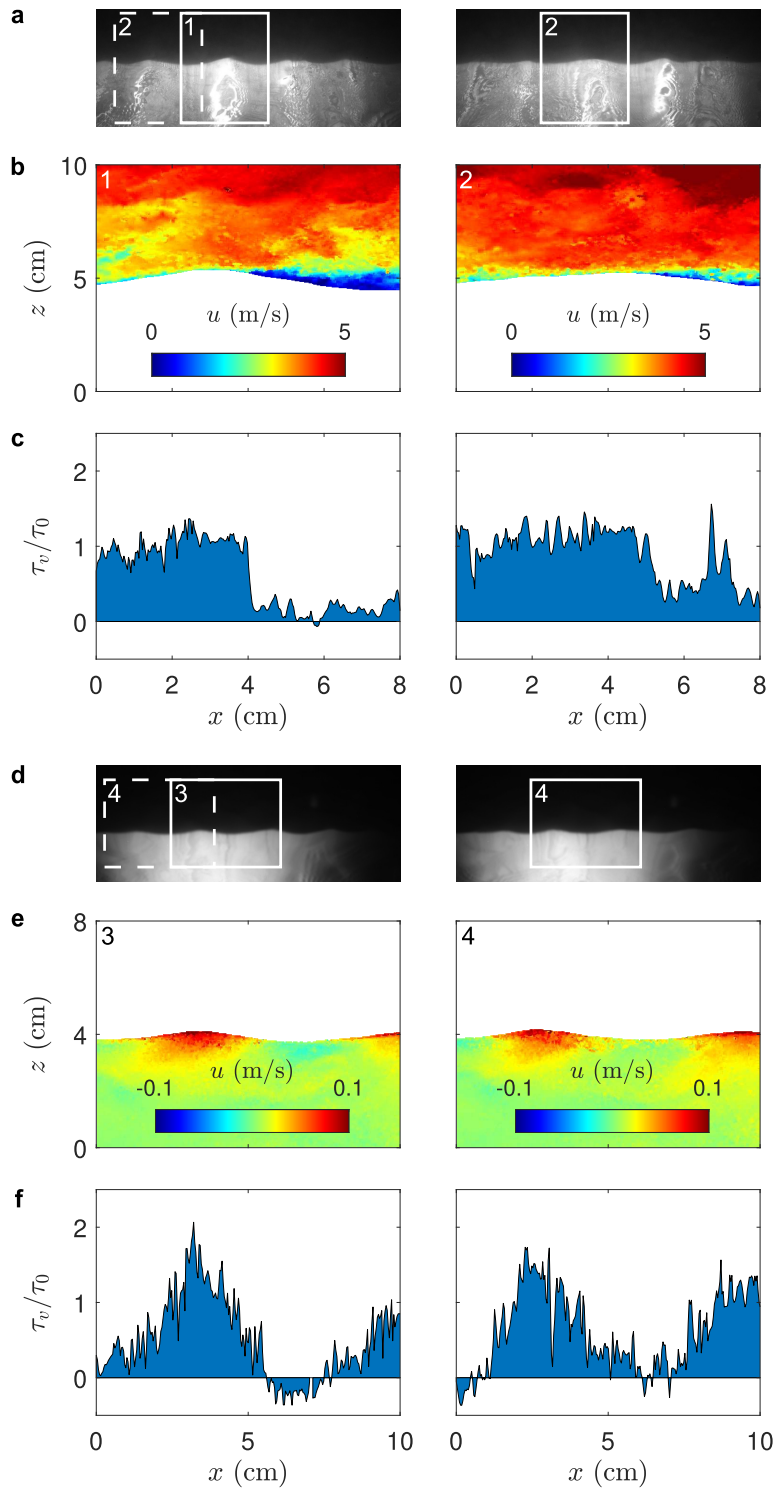 a
2 1
2
b
10
5
0
z (cm)
1
u (m/s)
0 5
2
u (m/s)
0 5
c
2
1
0
τv/τ0
0 2 4 6 8
x (cm)
0 2 4 6 8
x (cm)
d
4 3
4
e
8
4
0
z (cm)
3
u (m/s)
-0.1 0.1
4
u (m/s)
-0.1 0.1
f
2
1
0
τv/τ0
0 5 10
x (cm)
0 5 10
x (cm)